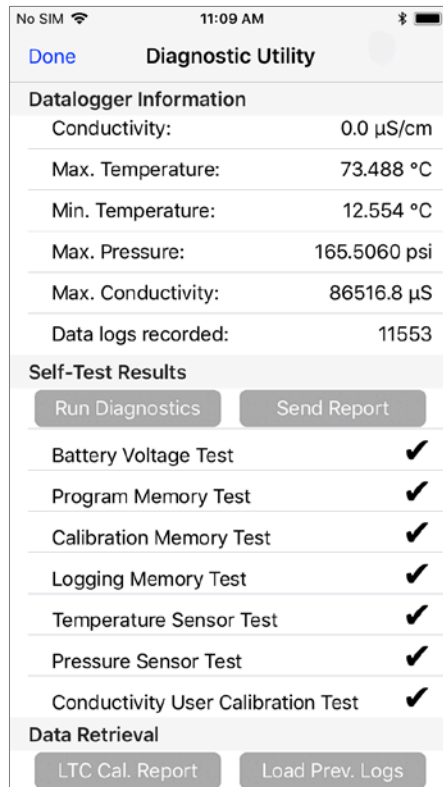 No SIM 11:09 AM
Done Diagnostic Utility
Datalogger Information
Conductivity: 0.0 µS/cm
Max. Temperature: 73.488 °C
Min. Temperature: 12.554 °C
Max. Pressure: 165.5060 psi
Max. Conductivity: 86516.8 µS
Data logs recorded: 11553
Self-Test Results
Run Diagnostics Send Report
Battery Voltage Test ✔
Program Memory Test ✔
Calibration Memory Test ✔
Logging Memory Test ✔
Temperature Sensor Test ✔
Pressure Sensor Test ✔
Conductivity User Calibration Test ✔
Data Retrieval
LTC Cal. Report Load Prev. Logs